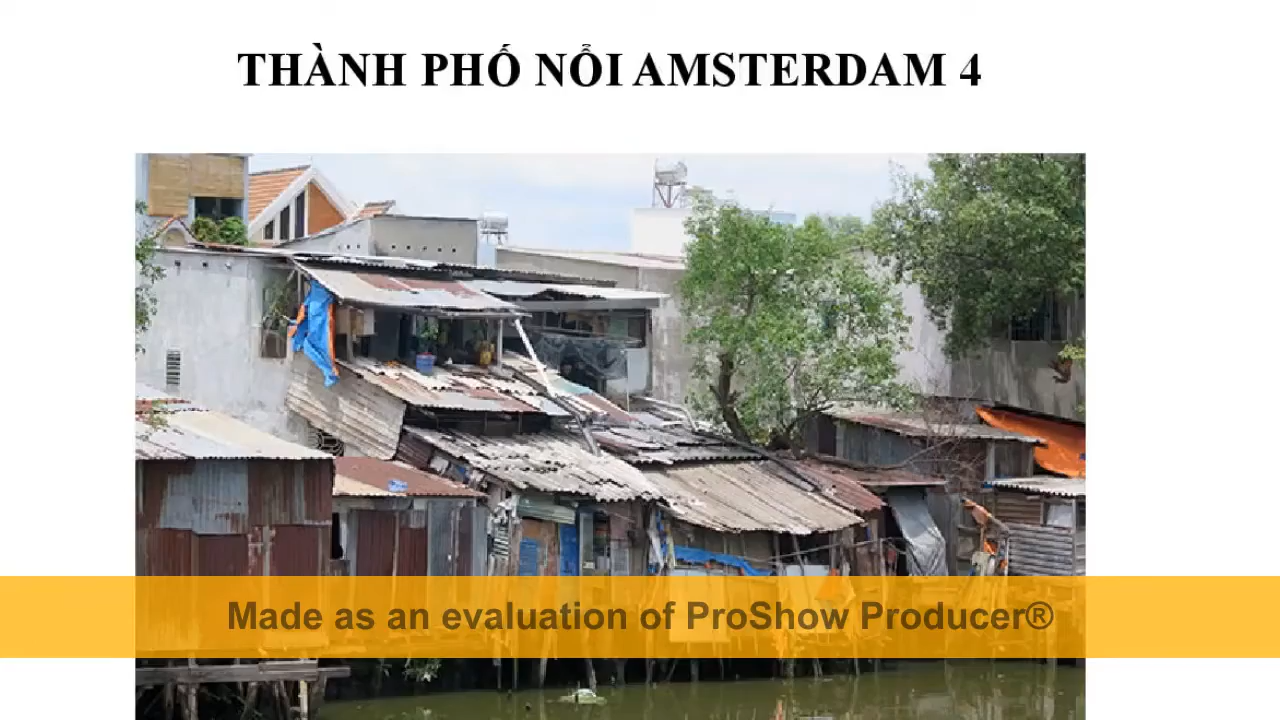 THÀNH PHỐ NỔI AMSTERDAM 4
Made as an evaluation of ProShow Producer®